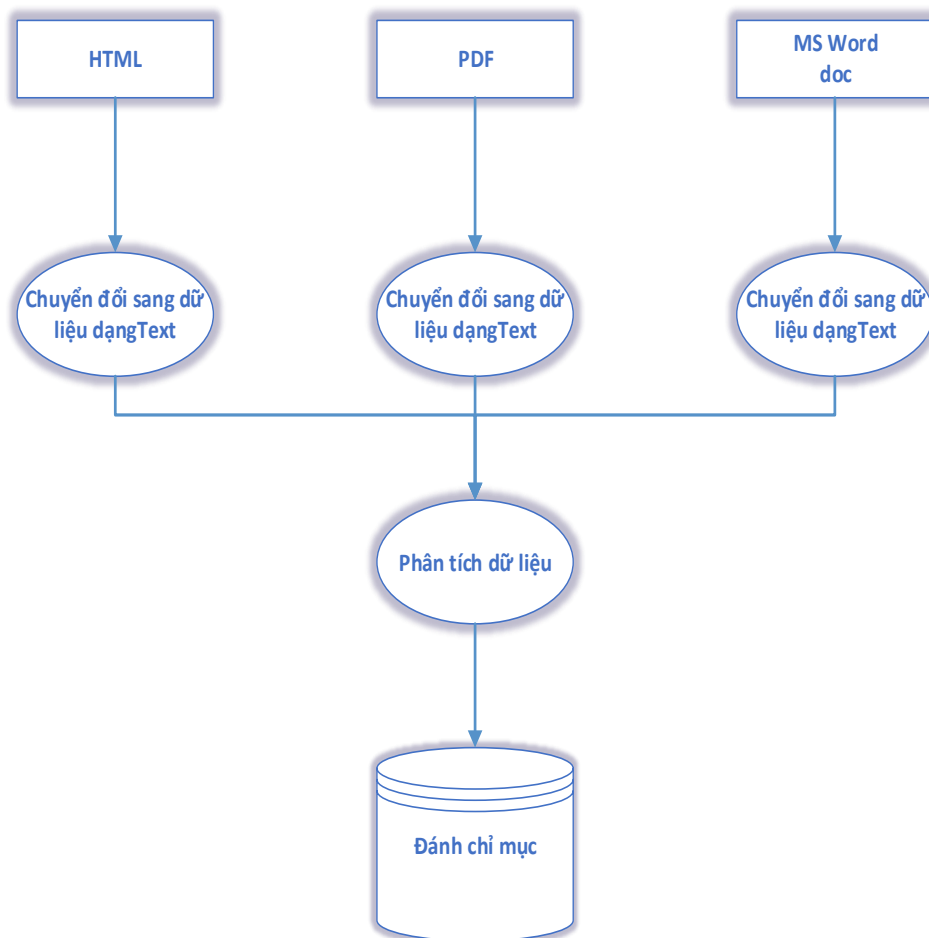 HTML
PDF
MS Word
doc
Chuyển đổi sang dữ
liệu dạngText
Chuyển đổi sang dữ
liệu dạngText
Chuyển đổi sang dữ
liệu dạngText
Phân tích dữ liệu
Đánh chỉ mục